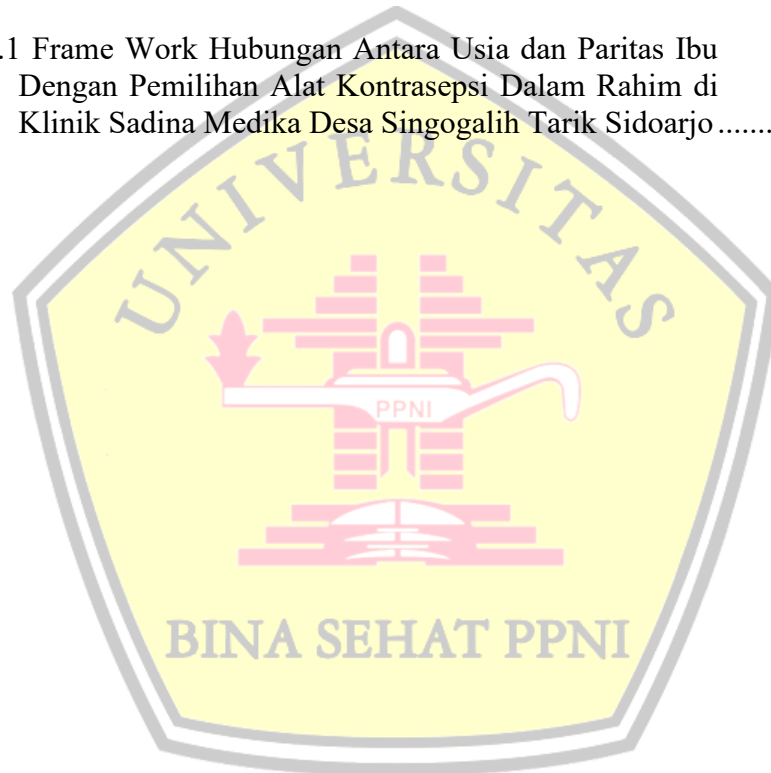 .1 Frame Work Hubungan Antara Usia dan Paritas Ibu
Dengan Pemilihan Alat Kontrasepsi Dalam Rahim di
Klinik Sadina Medika Desa Singogalih Tarik Sidoarjo .......
UNIVERSITAS
PPNI
BINA SEHAT PPNI